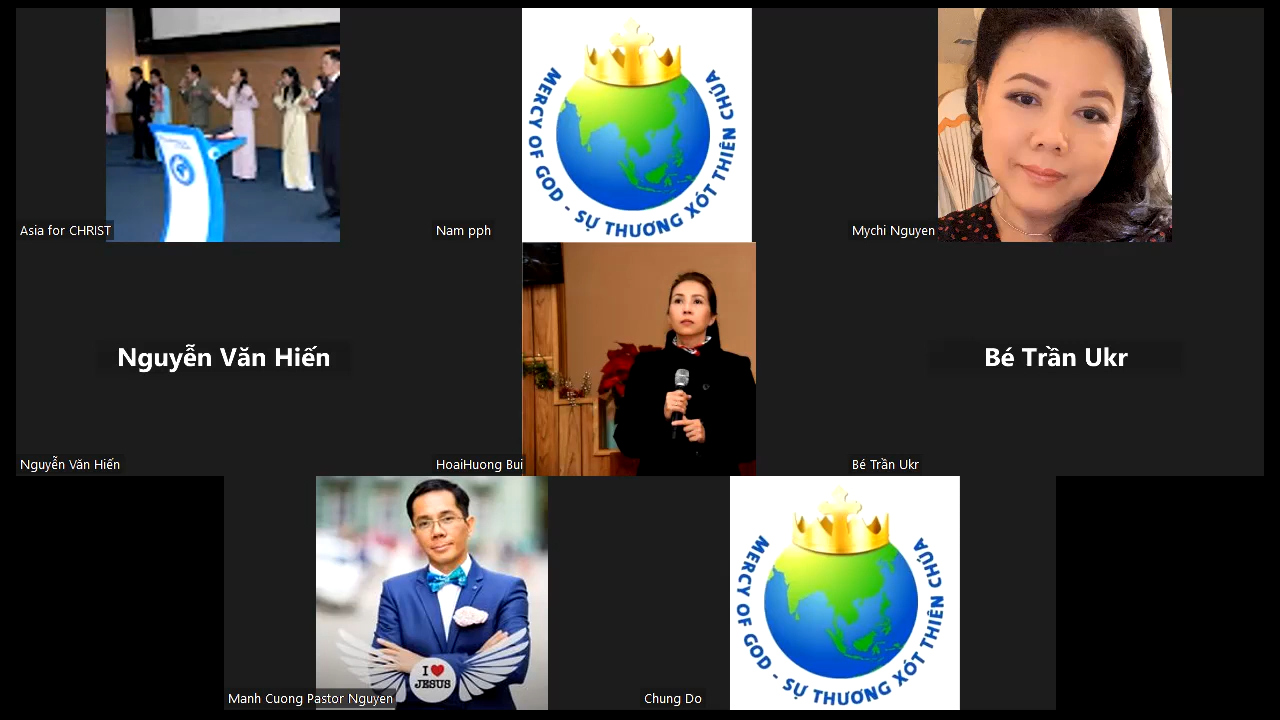 Asia for CHRIST
MERCY OF GOD - SỰ THƯƠNG XÓT THIÊN CHÚA
Nam pph
Mychi Nguyen
Nguyễn Văn Hiến
Nguyễn Văn Hiến
HoaiHuong Bui
Bé Trần Ukr
Bé Trần Ukr
I ❤
JESUS
Manh Cuong Pastor Nguyen
MERCY OF GOD - SỰ THƯƠNG XÓT THIÊN CHÚA
Chung Do